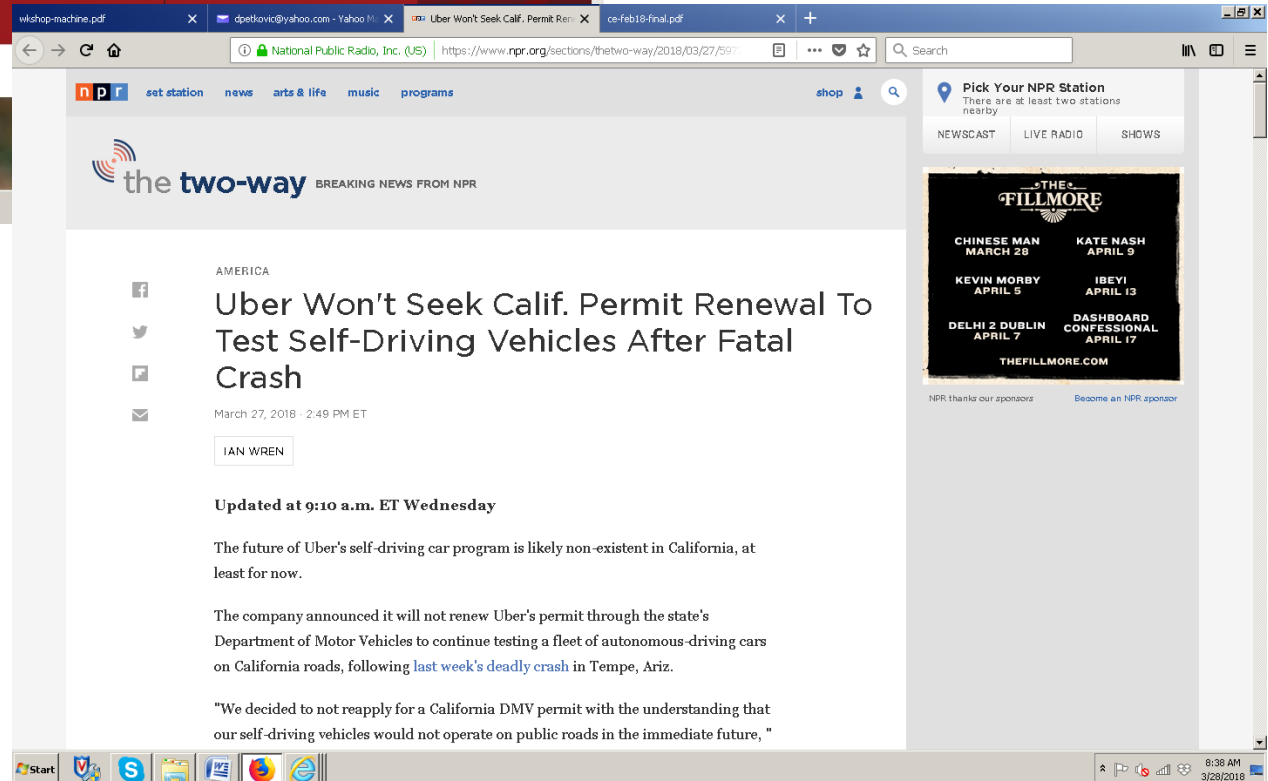 wkshop-machine.pdf
dpetkovic@yahoo.com - Yahoo M
Uber Won't Seek Calif. Permit Ren
ce-feb18-final.pdf
National Public Radio, Inc. (US)
https://www.npr.org/sections/thetwo-way/2018/03/27/597
Search
npr
set station
news
arts & life
music
programs
shop
Pick Your NPR Station
There are at least two stations
nearby
NEWSCAST
LIVE RADIO
SHOWS
the two-way
BREAKING NEWS FROM NPR
THE
FILLMORE
CHINESE MAN
MARCH 28
KATE NASH
APRIL 9
KEVIN MORBY
APRIL 5
IBEYI
APRIL 13
DELHI 2 DUBLIN
APRIL 7
DASHBOARD
CONFESSIONAL
APRIL 17
THEFILLMORE.COM
NPR thanks our sponsors
Become an NPR sponsor
AMERICA
Uber Won't Seek Calif. Permit Renewal To
Test Self-Driving Vehicles After Fatal
Crash
March 27, 2018 · 2:49 PM ET
IAN WREN
Updated at 9:10 a.m. ET Wednesday
The future of Uber's self-driving car program is likely non-existent in California, at
least for now.
The company announced it will not renew Uber's permit through the state's
Department of Motor Vehicles to continue testing a fleet of autonomous-driving cars
on California roads, following last week's deadly crash in Tempe, Ariz.
"We decided to not reapply for a California DMV permit with the understanding that
our self-driving vehicles would not operate on public roads in the immediate future, "
Start
8:38 AM
3/28/2018